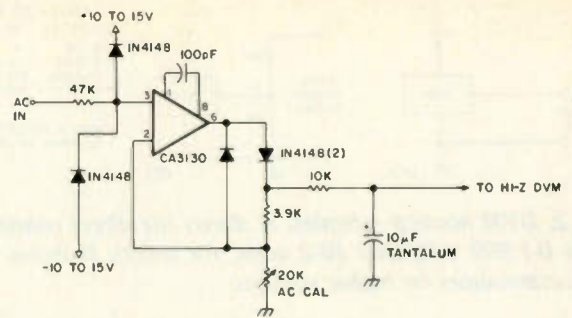 +10 TO 15V
IN4148
100pF
47K
AC
IN
3
1
8
6
2
CA3130
IN4148(2)
IN4148
10K
TO HI-Z DVM
3.9K
10µF
TANTALUM
-10 TO 15V
20K
AC CAL